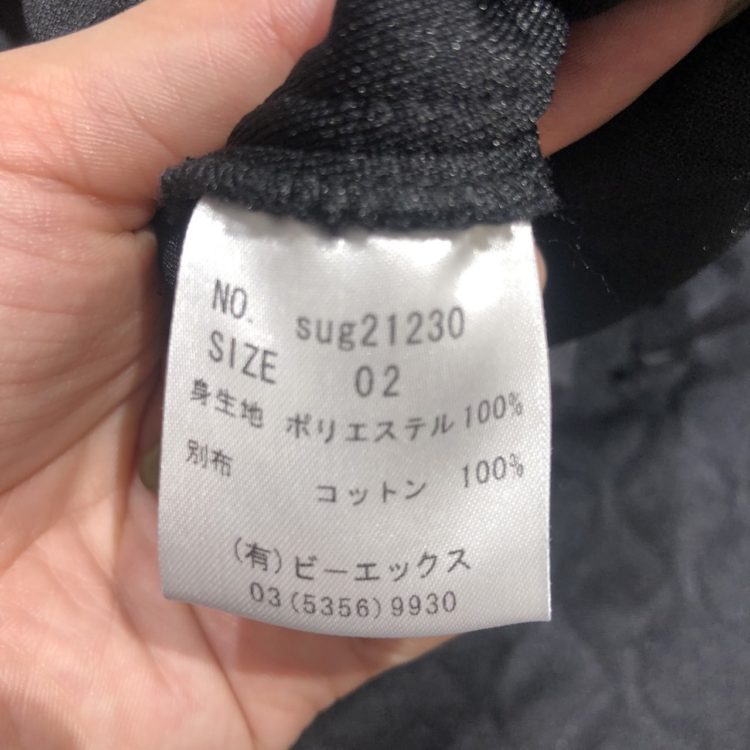 NO. sug21230
SIZE 02
身生地 ポリエステル 100%
別布 コットン 100%
(有)ビーエックス
03(5356)9930